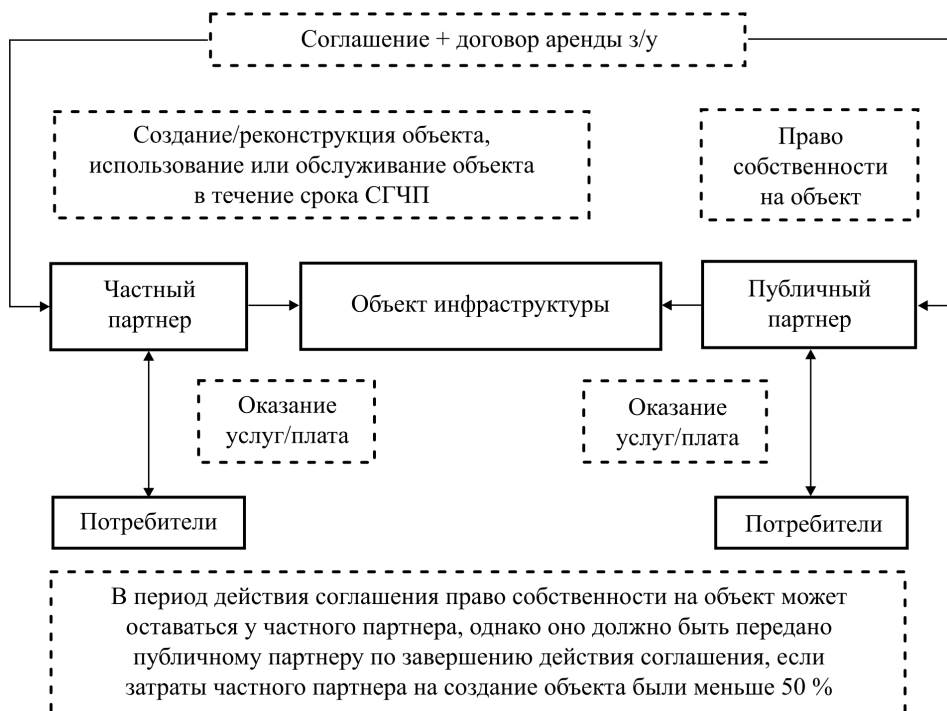 Соглашение + договор аренды з/у
Создание/реконструкция объекта,
использование или обслуживание объекта
в течение срока СГЧП
Право
собственности
на объект
Частный
партнер
Объект инфраструктуры
Публичный
партнер
Оказание
услуг/плата
Оказание
услуг/плата
Потребители
Потребители
В период действия соглашения право собственности на объект может
оставаться у частного партнера, однако оно должно быть передано
публичному партнеру по завершению действия соглашения, если
затраты частного партнера на создание объекта были меньше 50 %